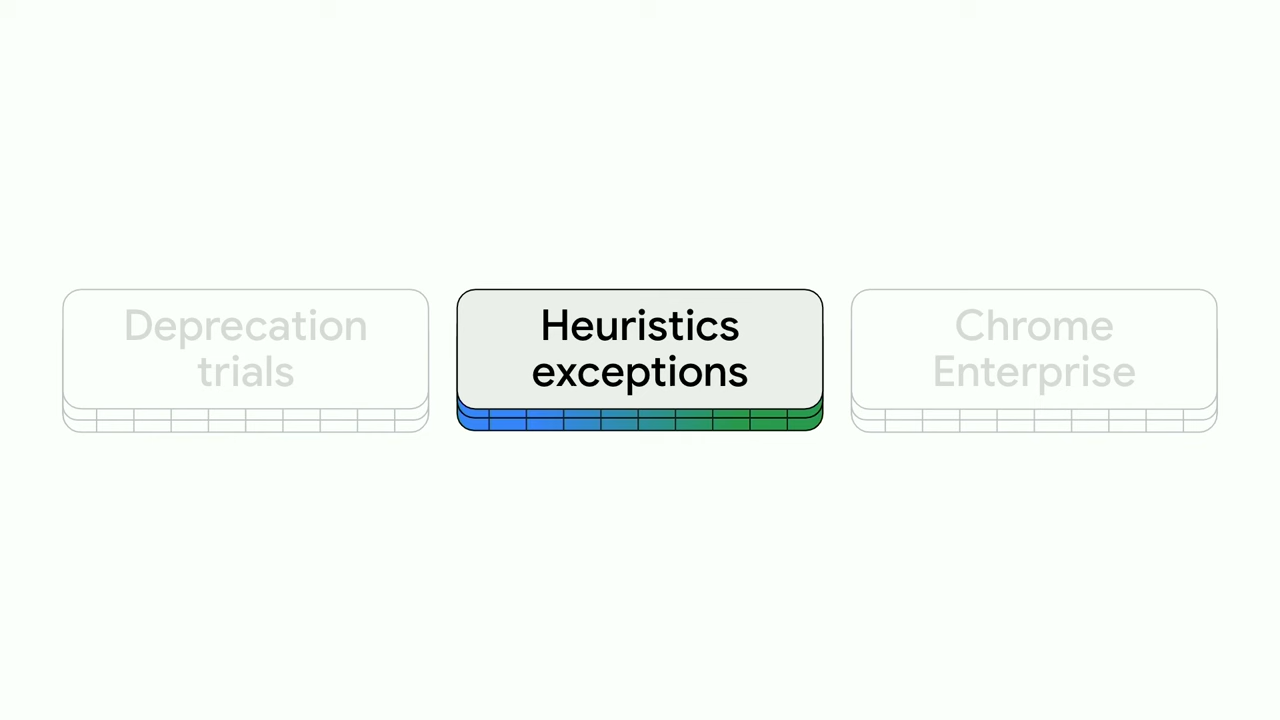 Deprecation
trials
Heuristics
exceptions
Chrome
Enterprise